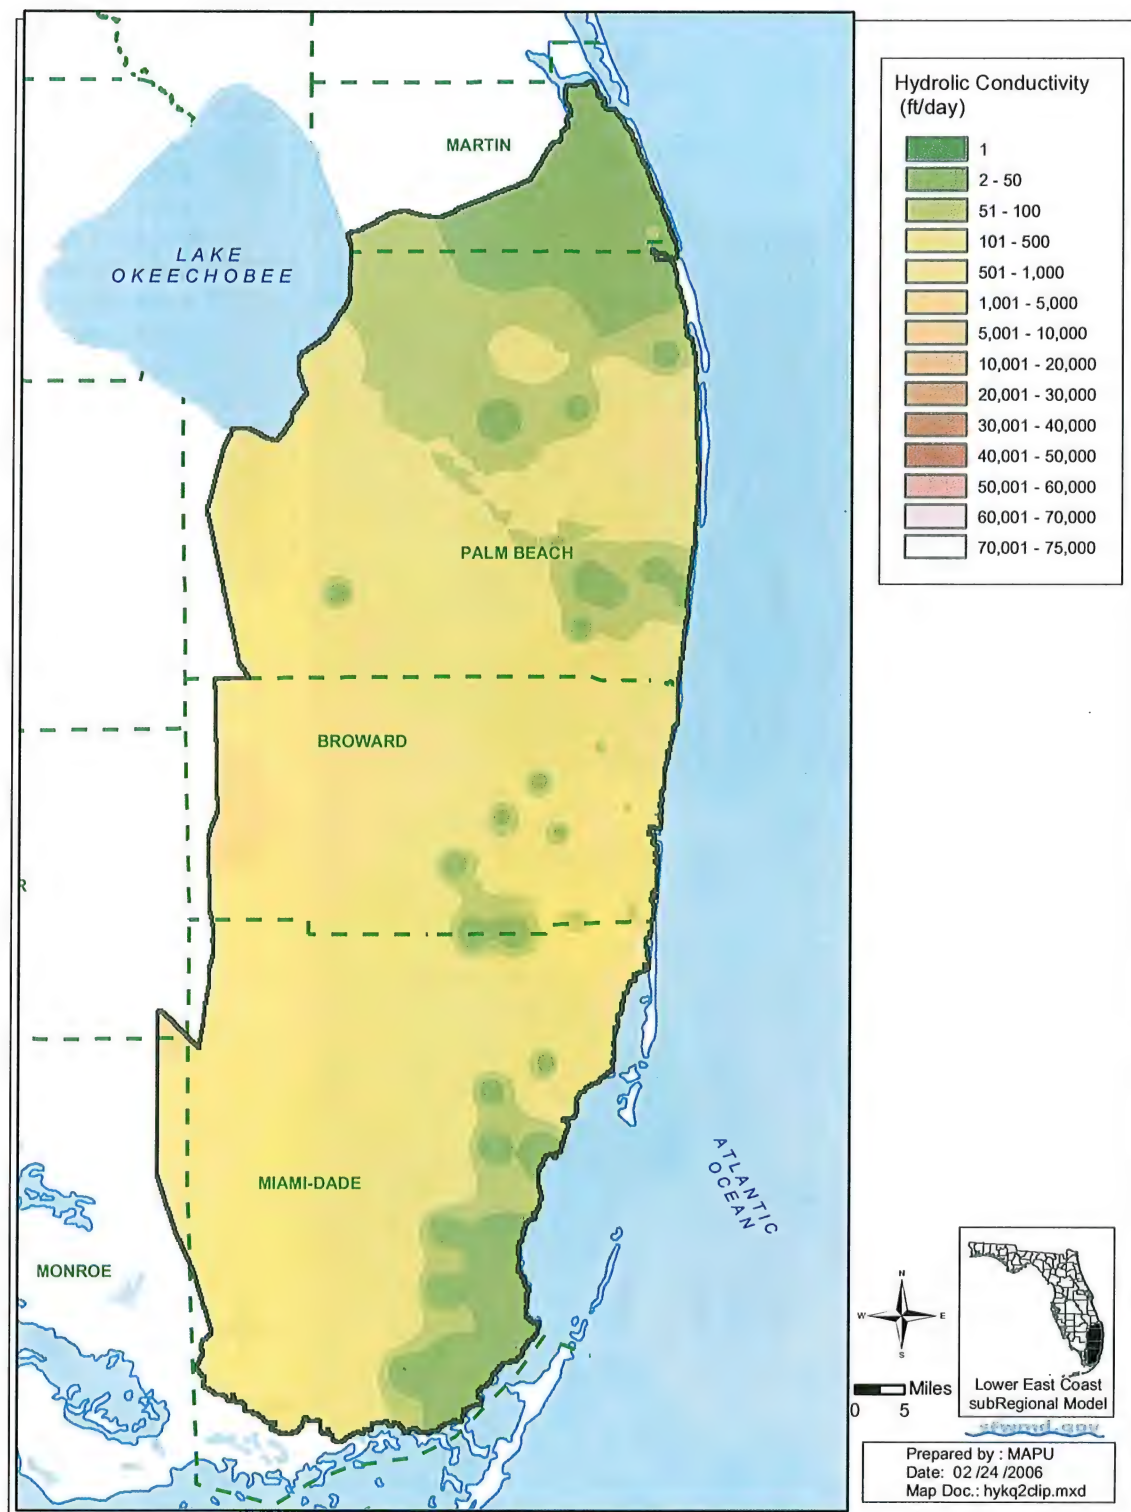 MARTIN
LAKE
OKEECHOBEE
PALM BEACH
BROWARD
R
MIAMI-DADE
MONROE
ATLANTIC
OCEAN
Hydrolic Conductivity
(ft/day)
1
2 - 50
51 - 100
101 - 500
501 - 1,000
1,001 - 5,000
5,001 - 10,000
10,001 - 20,000
20,001 - 30,000
30,001 - 40,000
40,001 - 50,000
50,001 - 60,000
60,001 - 70,000
70,001 - 75,000
N
W E
S
Miles
0 5
Lower East Coast
subRegional Model
sfwmd.gov
Prepared by : MAPU
Date: 02 /24 /2006
Map Doc.: hykq2clip.mxd